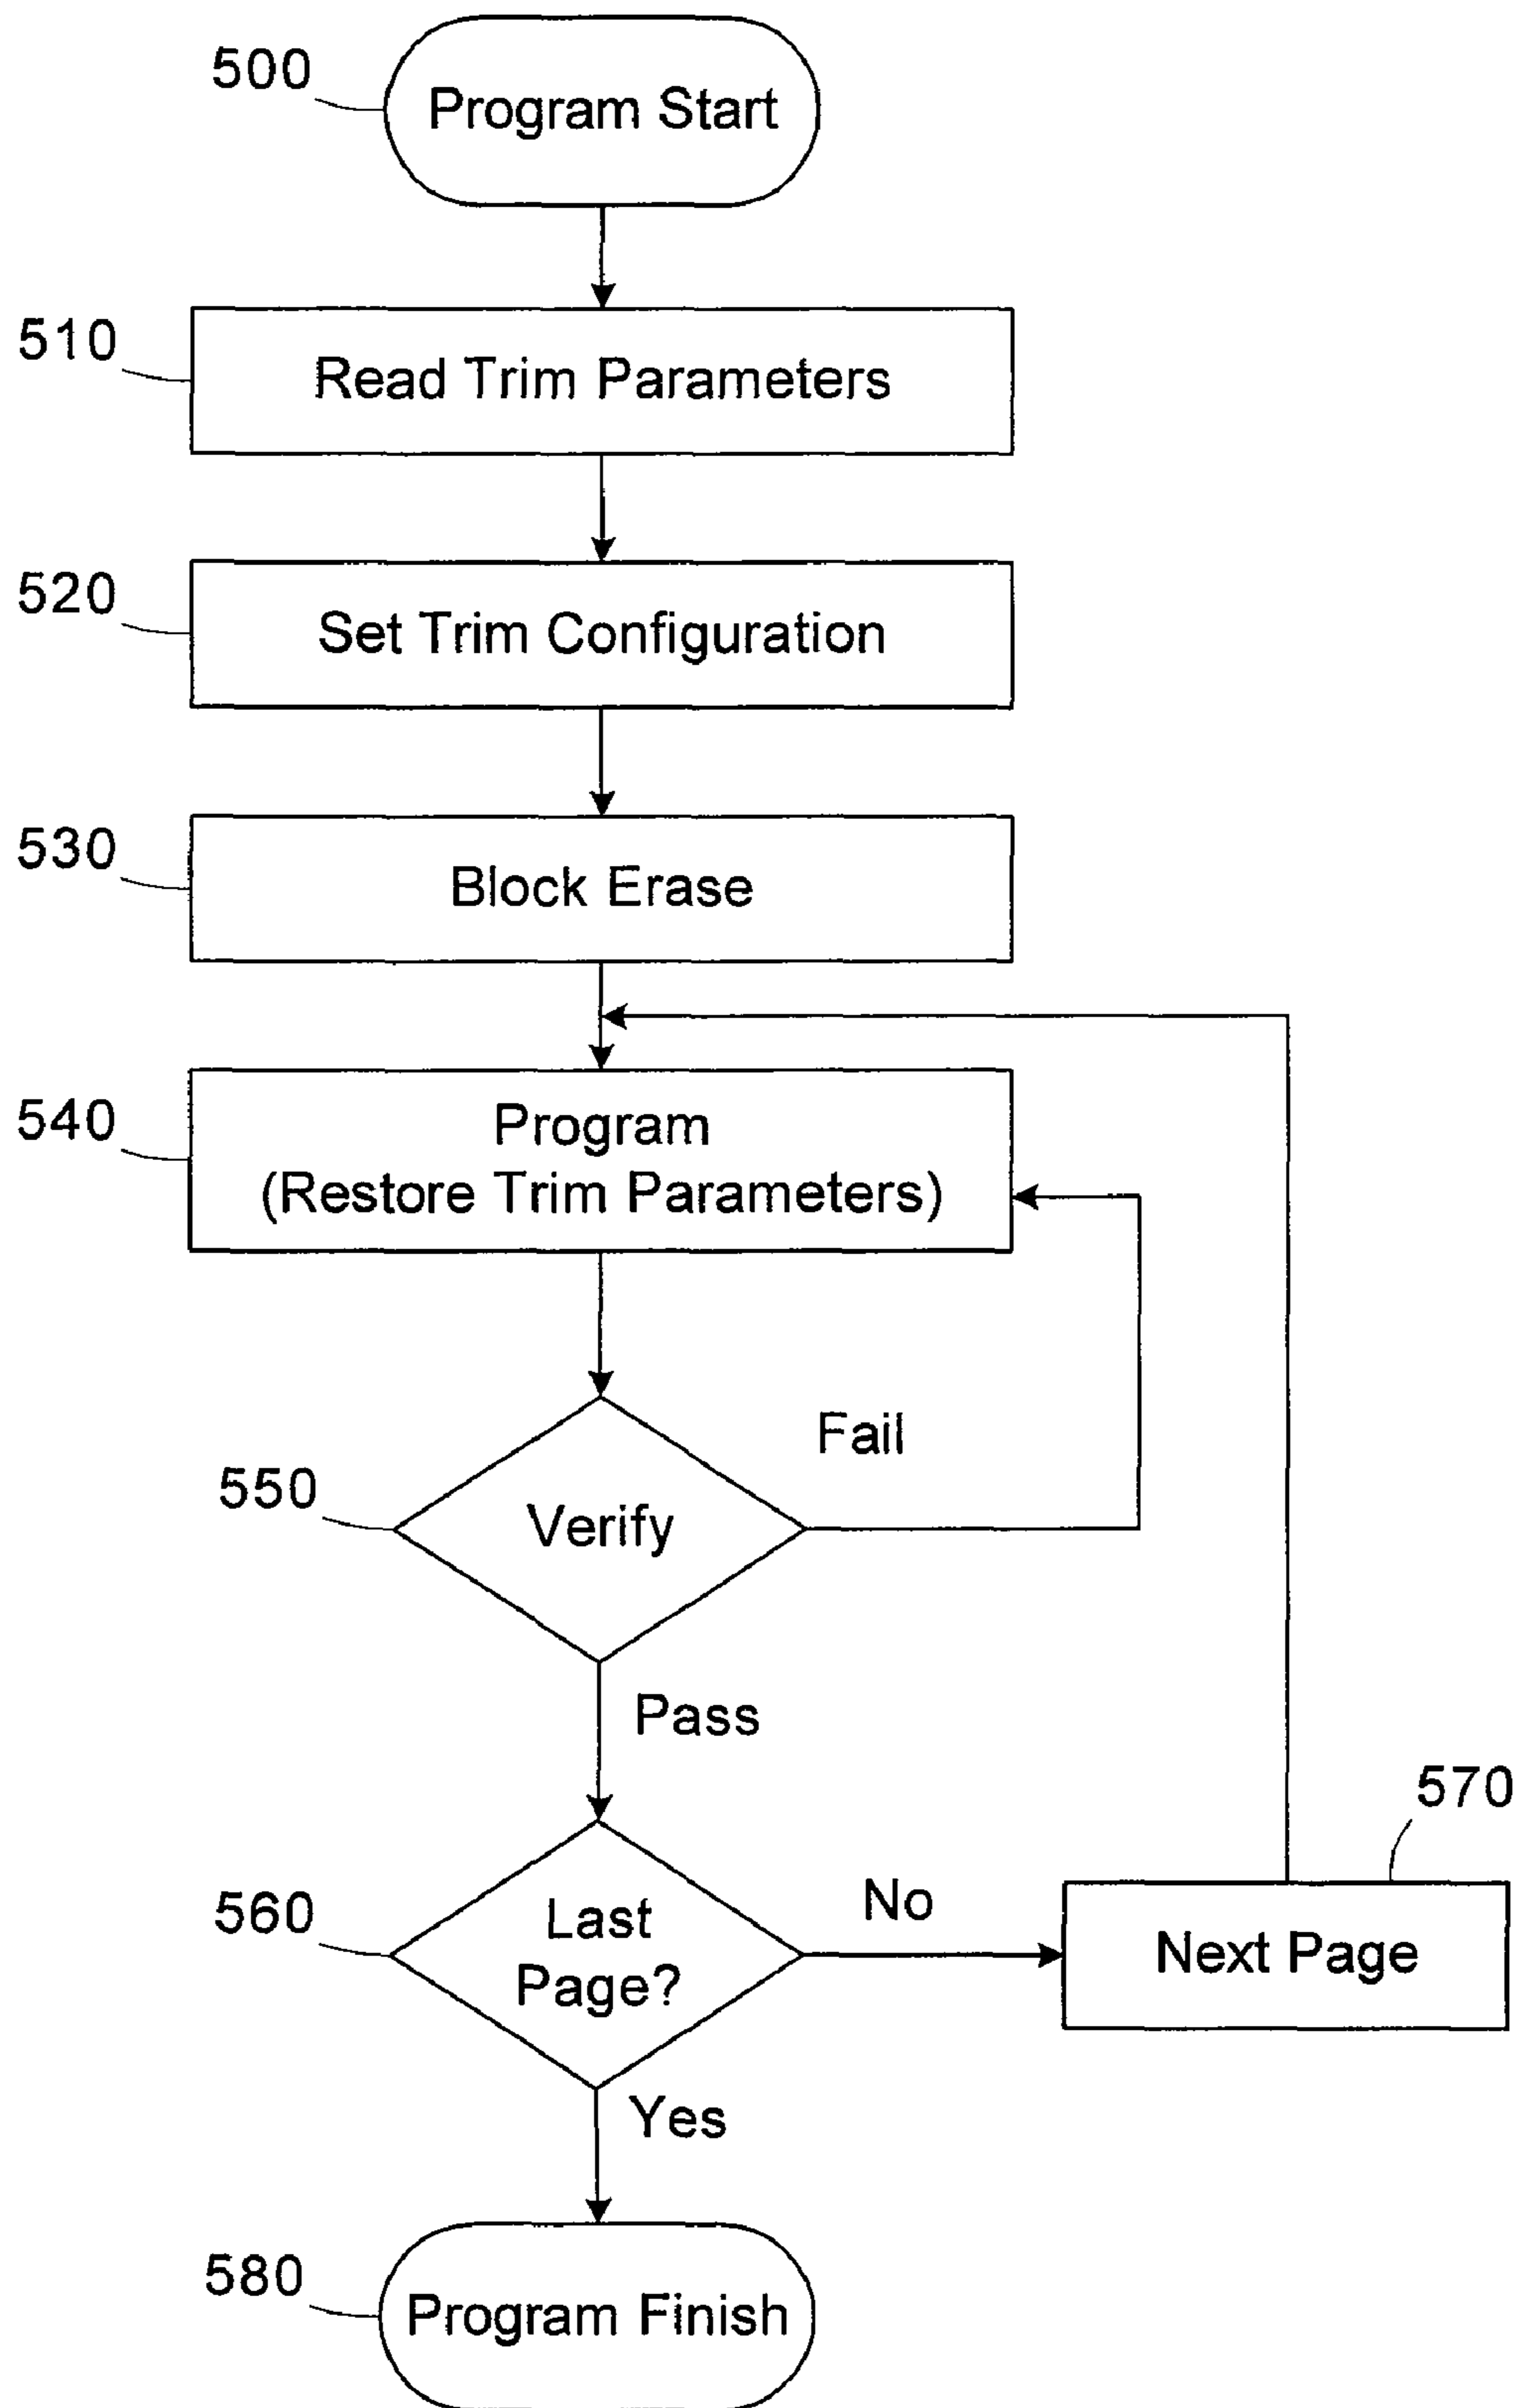 500
Program Start
510
Read Trim Parameters
520
Set Trim Configuration
530
Block Erase
540
Program
(Restore Trim Parameters)
Fail
550
Verify
Pass
570
560
Last
Page?
No
Next Page
Yes
580
Program Finish